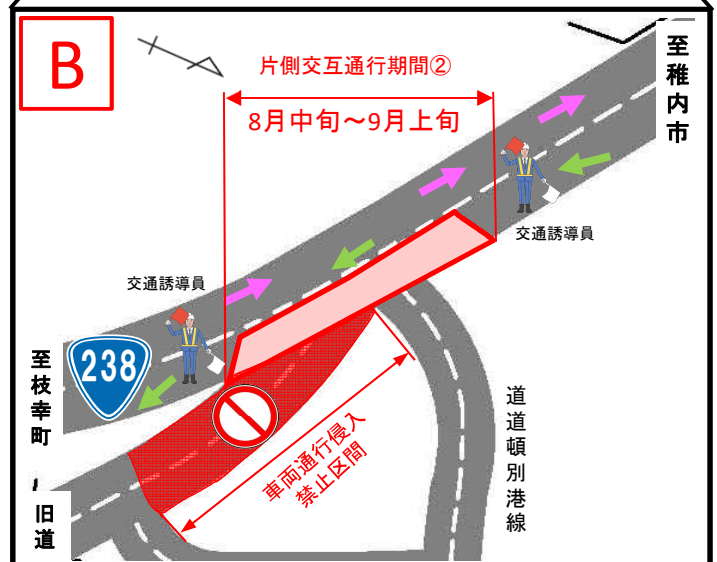 B
片側交互通行期間②
8月中旬～9月上旬
至稚内市
交通誘導員
交通誘導員
238
至枝幸町
車両通行侵入
禁止区間
道道頓別港線
旧道